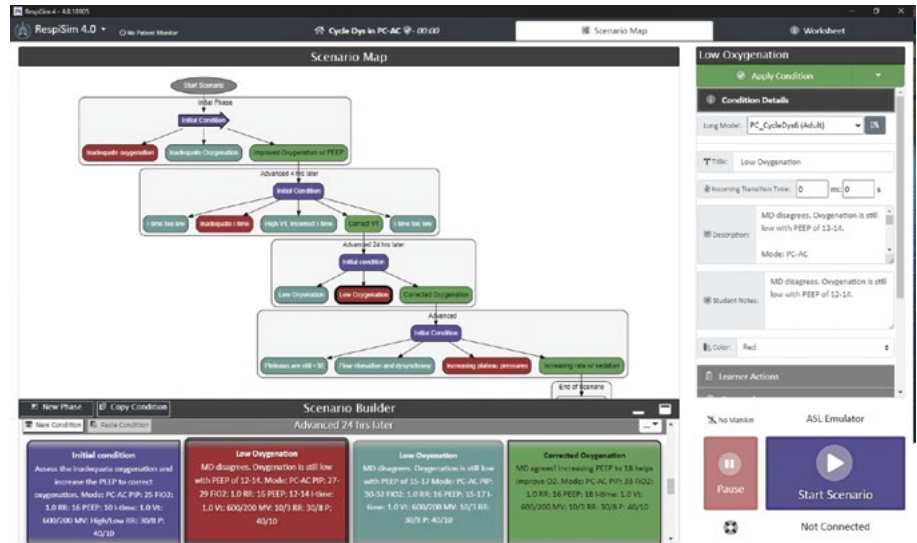 RespiSim 4 - 4.0.10905
RespiSim 4.0
No Patient Monitor
Cycle Dys in PC-AC
- 00:00
Scenario Map
Worksheet
Scenario Map
Start Scenario
Initial Phase
Initial Condition
Inadequate oxygenation
Inadequate Oxygenation
Improved Oxygenation w/ PEEP
Advanced 4 hrs later
Initial Condition
I-time too low
Inadequate I-time
High VT, Incorrect I-time
Correct VT
I-time too low
Advanced 24 hrs later
Initial condition
Low Oxygenation
Low Oxygenation
Corrected Oxygenation
Advanced
Initial Condition
Plateaus are still < 30
Flow starvation and dysynchrony
Increasing plateau pressures
Increasing rate w/ sedation
End of Scenario
Low Oxygenation
Apply Condition
Condition Details
Lung Model: PC_CycleDys6 (Adult)
Title: Low Oxygenation
Incoming Transition Time: 0 m: 0 s
Description:
MD disagrees. Oxygenation is still
low with PEEP of 12-14.
Mode: PC-AC
Student Notes:
MD disagrees. Oxygenation is still
low with PEEP of 12-14.
Color: Red
Learner Actions
No Manikin
ASL Emulator
Pause
Start Scenario
Not Connected
New Phase
Copy Condition
Scenario Builder
New Condition
Paste Condition
Advanced 24 hrs later
Initial condition
Assess the inadequate oxygenation and
increase the PEEP to correct
oxygenation. Mode: PC-AC PIP: 25 FiO2:
1.0 RR: 16 PEEP: 10 I-time: 1.0 Vt:
600/200 MV: High/Low RR: 30/8 P:
40/10
Low Oxygenation
MD disagrees. Oxygenation is still low
with PEEP of 12-14. Mode: PC-AC PIP: 27-
29 FiO2: 1.0 RR: 16 PEEP: 12-14 I-time:
1.0 Vt: 600/200 MV: 10/3 RR: 30/8 P:
40/10
Low Oxygenation
MD disagrees. Oxygenation is still low
with PEEP of 15-17 Mode: PC-AC PIP:
30-32 FiO2: 1.0 RR: 16 PEEP: 15-17 I-
time: 1.0 Vt: 600/200 MV: 10/3 RR:
30/8 P: 40/10
Corrected Oxygenation
MD agrees! Increasing PEEP to 18 helps
improve O2. Mode: PC-AC PIP: 33 FiO2:
1.0 RR: 16 PEEP: 18 I-time: 1.0 Vt:
600/200 MV: 10/3 RR: 30/8 P: 40/10